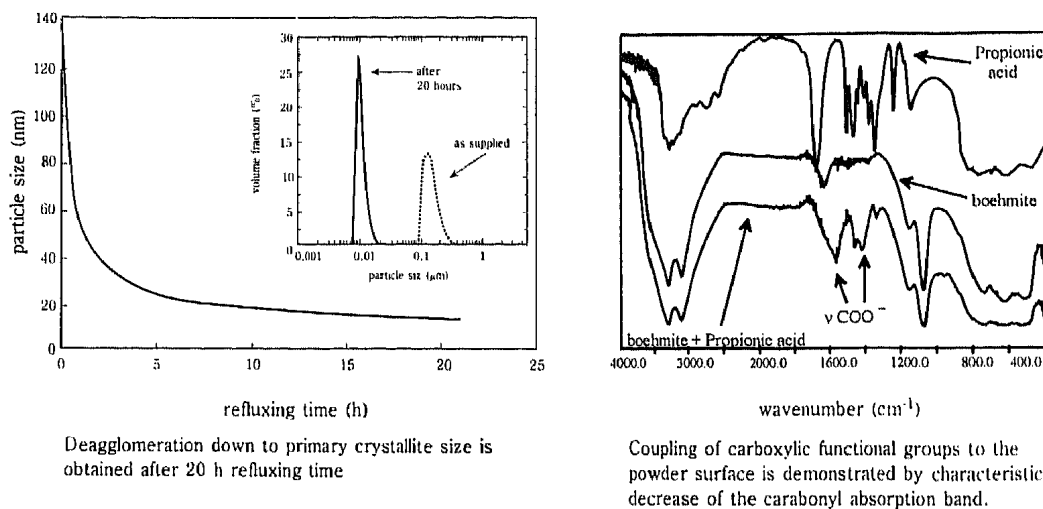 140
120
100
80
60
40
20
0
particle size (nm)
0 5 10 15 20 25
refluxing time (h)
30
25
20
15
10
5
0
volume fraction
0.001 0.01 0.1 1
particle siz (μm)
after
20 hours
as supplied
Deagglomeration down to primary crystallite size is
obtained after 20 h refluxing time
Propionic
acid
boehmite
ν COO⁻
boehmite + Propionic acid
4000.0 3000.0 2000.0 1600.0 1200.0 800.0 400.0
wavenumber (cm⁻¹)
Coupling of carboxylic functional groups to the
powder surface is demonstrated by characteristic
decrease of the carabonyl absorption band.